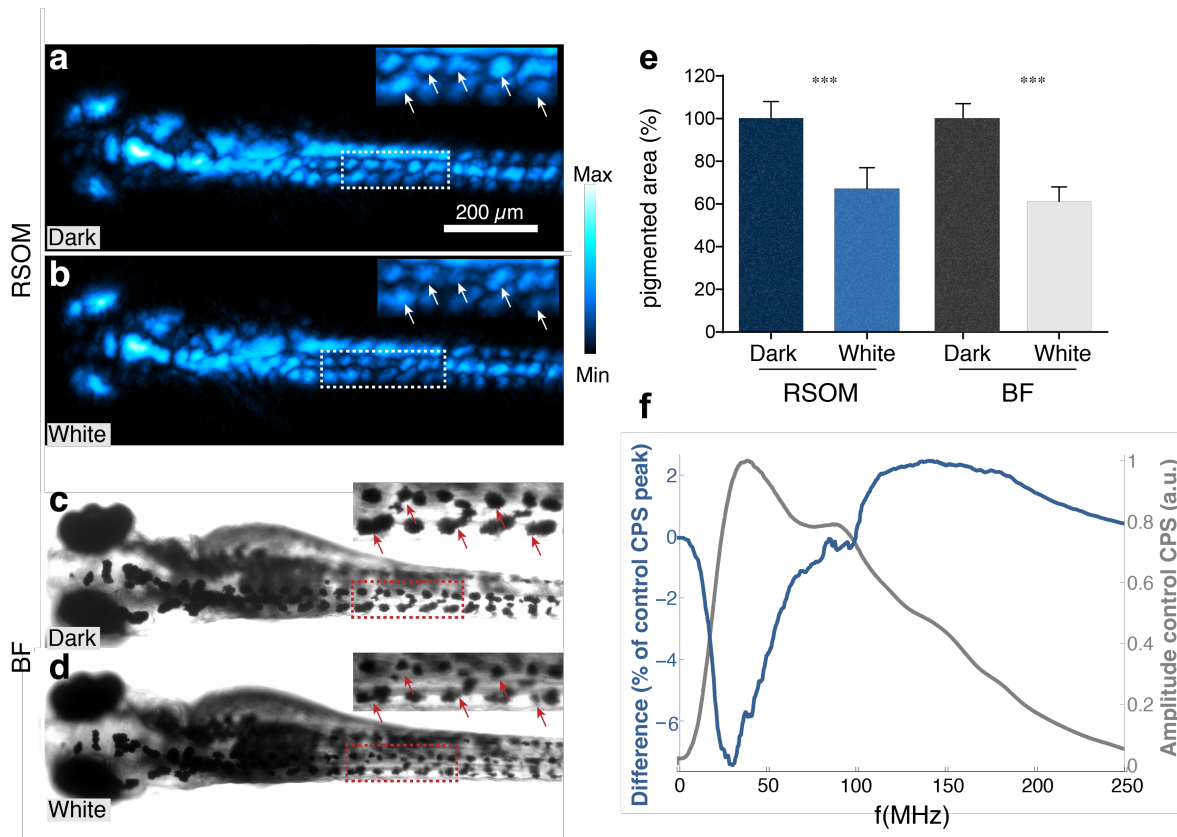 RSOM
a
Dark
200 µm
Max
Min
b
White
BF
c
Dark
d
White
e
pigmented area (%)
120
100
80
60
40
20
0
***
***
Dark
White
Dark
White
RSOM
BF
f
Difference (% of control CPS peak)
2
0
−2
−4
−6
Amplitude control CPS (a.u.)
1
0.8
0.6
0.4
0.2
0
0
50
100
150
200
250
f(MHz)